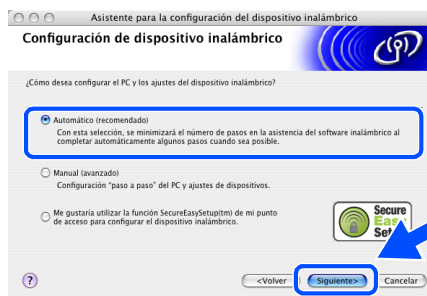 Asistente para la configuración del dispositivo inalámbrico
Configuración de dispositivo inalámbrico
¿Cómo desea configurar el PC y los ajustes del dispositivo inalámbrico?
Automático (recomendado)
Con esta selección, se minimizará el número de pasos en la asistencia del software inalámbrico al
completar automáticamente algunos pasos cuando sea posible.
Manual (avanzado)
Configuración "paso a paso" del PC y ajustes de dispositivos.
Me gustaría utilizar la función SecureEasySetup(tm) de mi punto
de acceso para configurar el dispositivo inalámbrico.
Secure
Easy
?
<Volver
Siguiente>
Cancelar